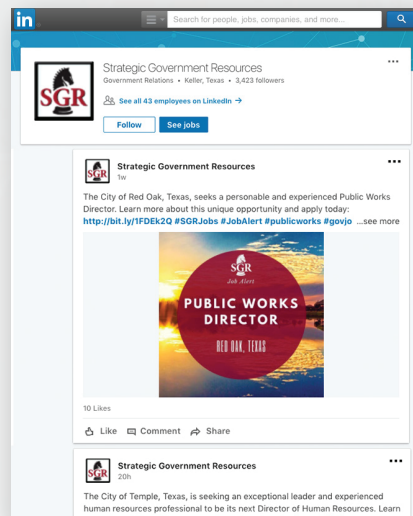 in
Search for people, jobs, companies, and more...
SGR
Strategic Government Resources
Government Relations • Keller, Texas • 3,423 followers
See all 43 employees on LinkedIn →
Follow
See jobs
SGR
Strategic Government Resources
1w
The City of Red Oak, Texas, seeks a personable and experienced Public Works
Director. Learn more about this unique opportunity and apply today:
http://bit.ly/1FDEk2Q #SGRJobs #JobAlert #publicworks #govjo ...see more
SGR
Job Alert
PUBLIC WORKS
DIRECTOR
RED OAK, TEXAS
10 Likes
Like Comment Share
SGR
Strategic Government Resources
20h
The City of Temple, Texas, is seeking an exceptional leader and experienced
human resources professional to be its next Director of Human Resources. Learn